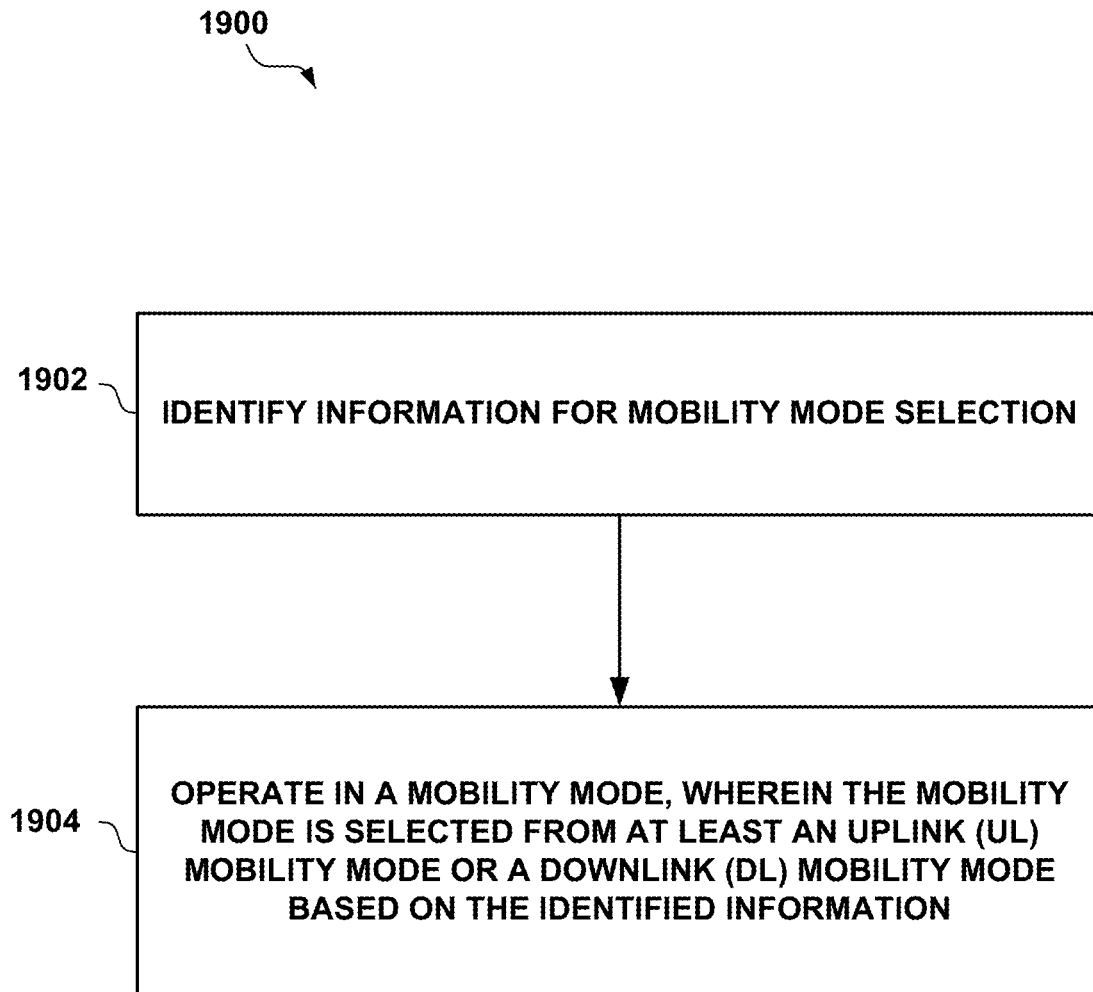 1900
1902
IDENTIFY INFORMATION FOR MOBILITY MODE SELECTION
1904
OPERATE IN A MOBILITY MODE, WHEREIN THE MOBILITY
MODE IS SELECTED FROM AT LEAST AN UPLINK (UL)
MOBILITY MODE OR A DOWNLINK (DL) MOBILITY MODE
BASED ON THE IDENTIFIED INFORMATION